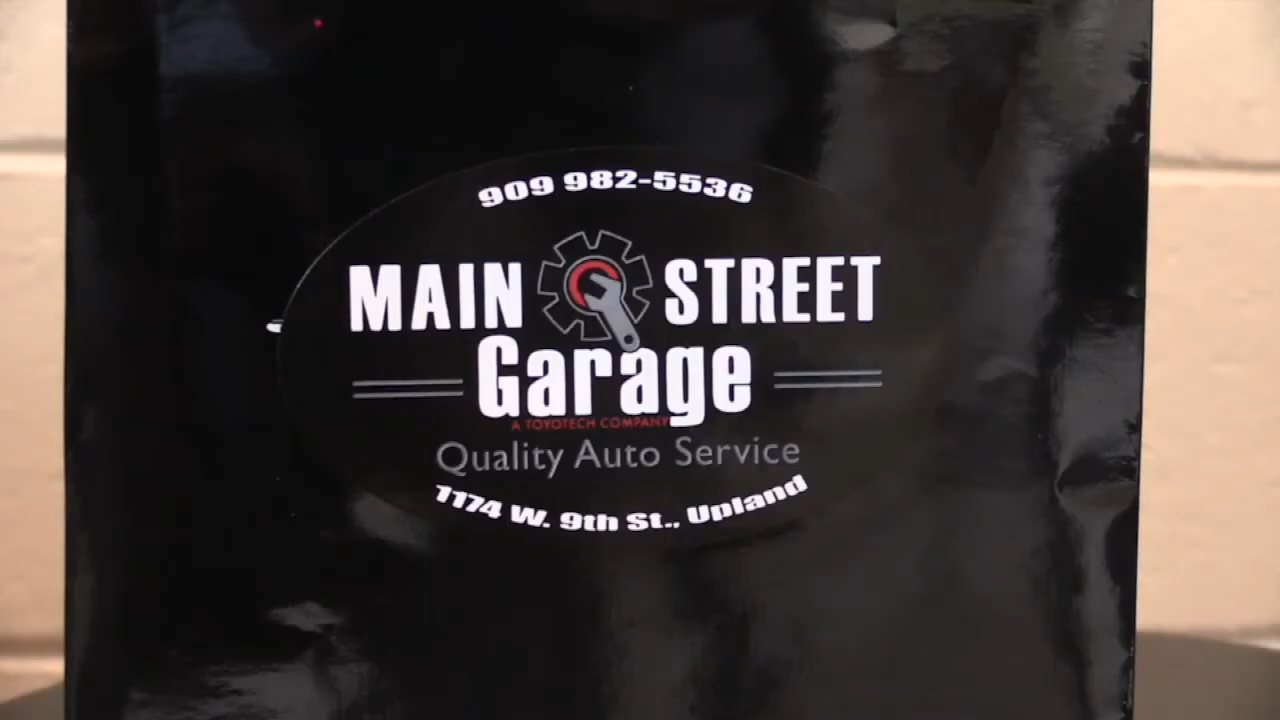 909 982-5536
MAIN STREET
Garage
A TOYOTECH COMPANY
Quality Auto Service
1174 W. 9th St., Upland